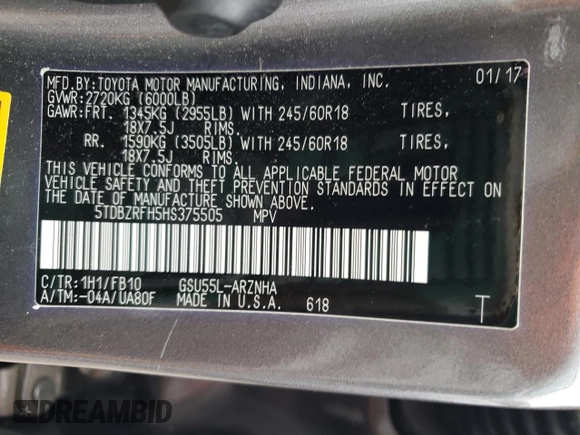 MFD.BY:TOYOTA MOTOR MANUFACTURING, INDIANA, INC. 01/17
GVWR:2720KG (6000LB)
GAWR:FRT. 1345KG (2955LB) WITH 245/60R18 TIRES,
18X7.5J RIMS.
RR. 1590KG (3505LB) WITH 245/60R18 TIRES,
18X7.5J RIMS.
THIS VEHICLE CONFORMS TO ALL APPLICABLE FEDERAL MOTOR
VEHICLE SAFETY AND THEFT PREVENTION STANDARDS IN EFFECT ON
THE DATE OF MANUFACTURE SHOWN ABOVE.
5TDBZRFH5HS375505 MPV
C/TR:1H1/FB10 GSU55L-ARZNHA
A/TM:-04A/UA80F MADE IN U.S.A. 618 T
DREAMBID